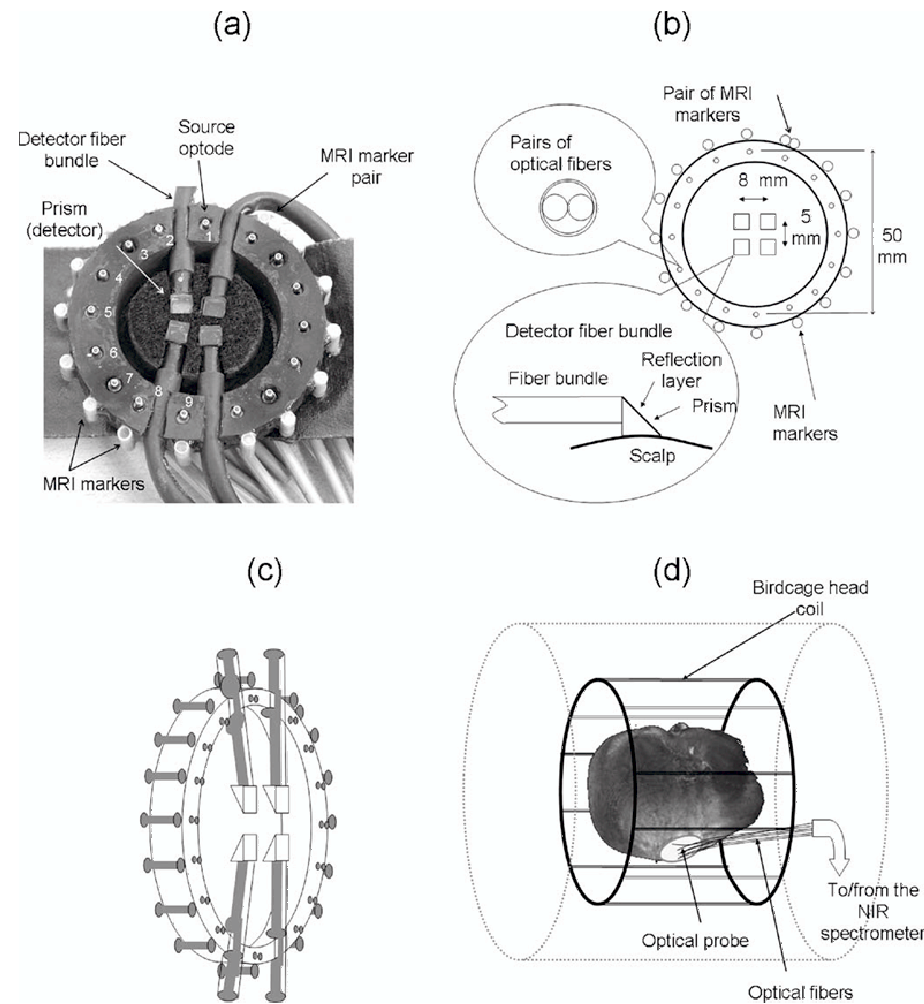 (a)
Detector fiber
bundle
Source
optode
MRI marker
pair
Prism
(detector)
1
2
3
4
5
6
7
8
9
MRI markers
(b)
Pair of MRI
markers
Pairs of
optical fibers
8 mm
5
mm
50
mm
Detector fiber bundle
Fiber bundle
Reflection
layer
Prism
Scalp
MRI
markers
(c)
(d)
Birdcage head
coil
To/from the
NIR
spectrometer
Optical probe
Optical fibers